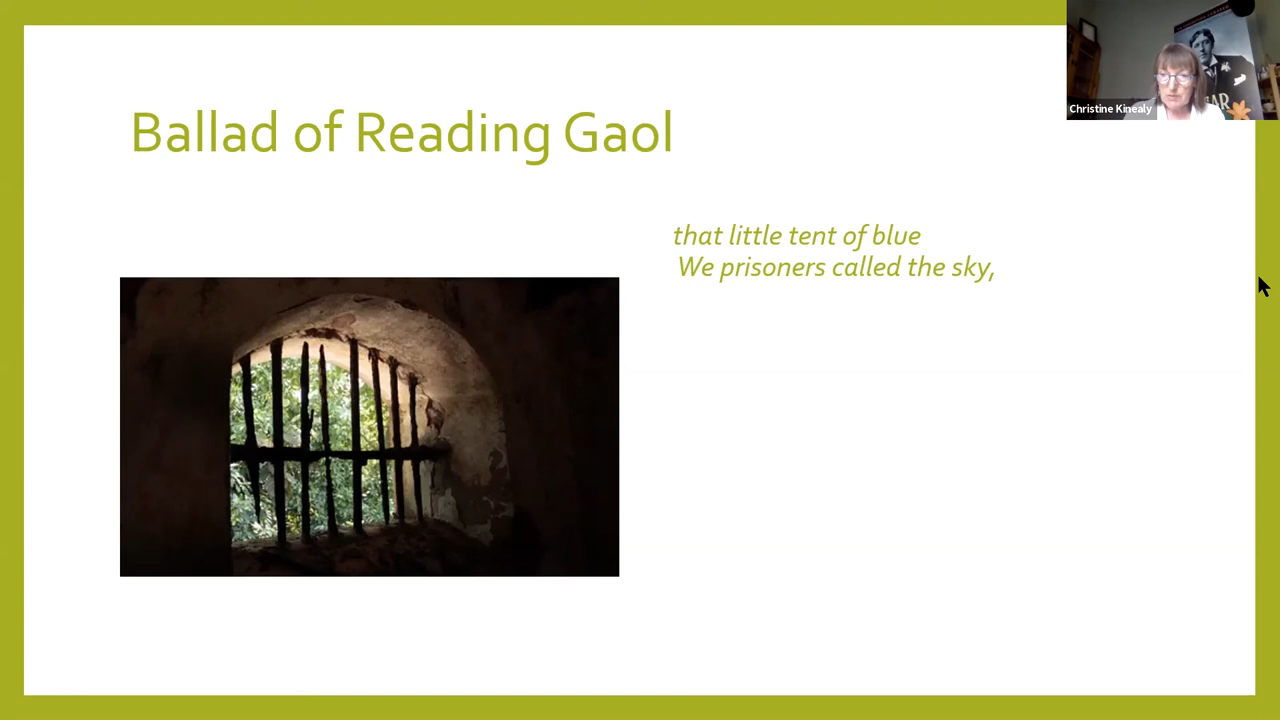 Ballad of Reading Gaol
that little tent of blue
We prisoners called the sky,
Christine Kinealy